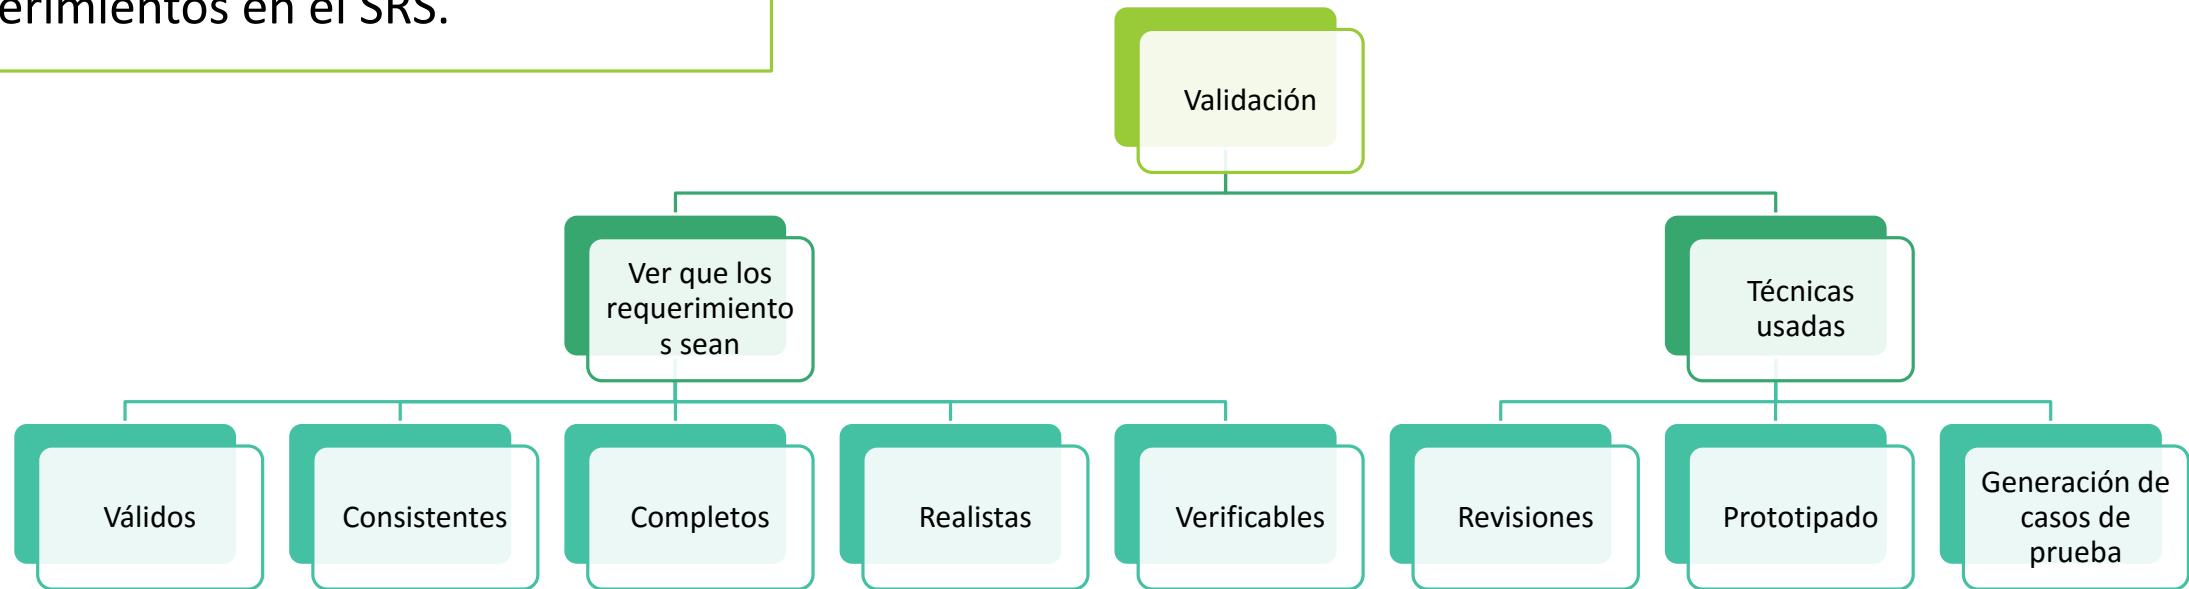 erimientos en el SRS.
Validación
Ver que los
requerimiento
s sean
Técnicas
usadas
Válidos
Consistentes
Completos
Realistas
Verificables
Revisiones
Prototipado
Generación de
casos de
prueba